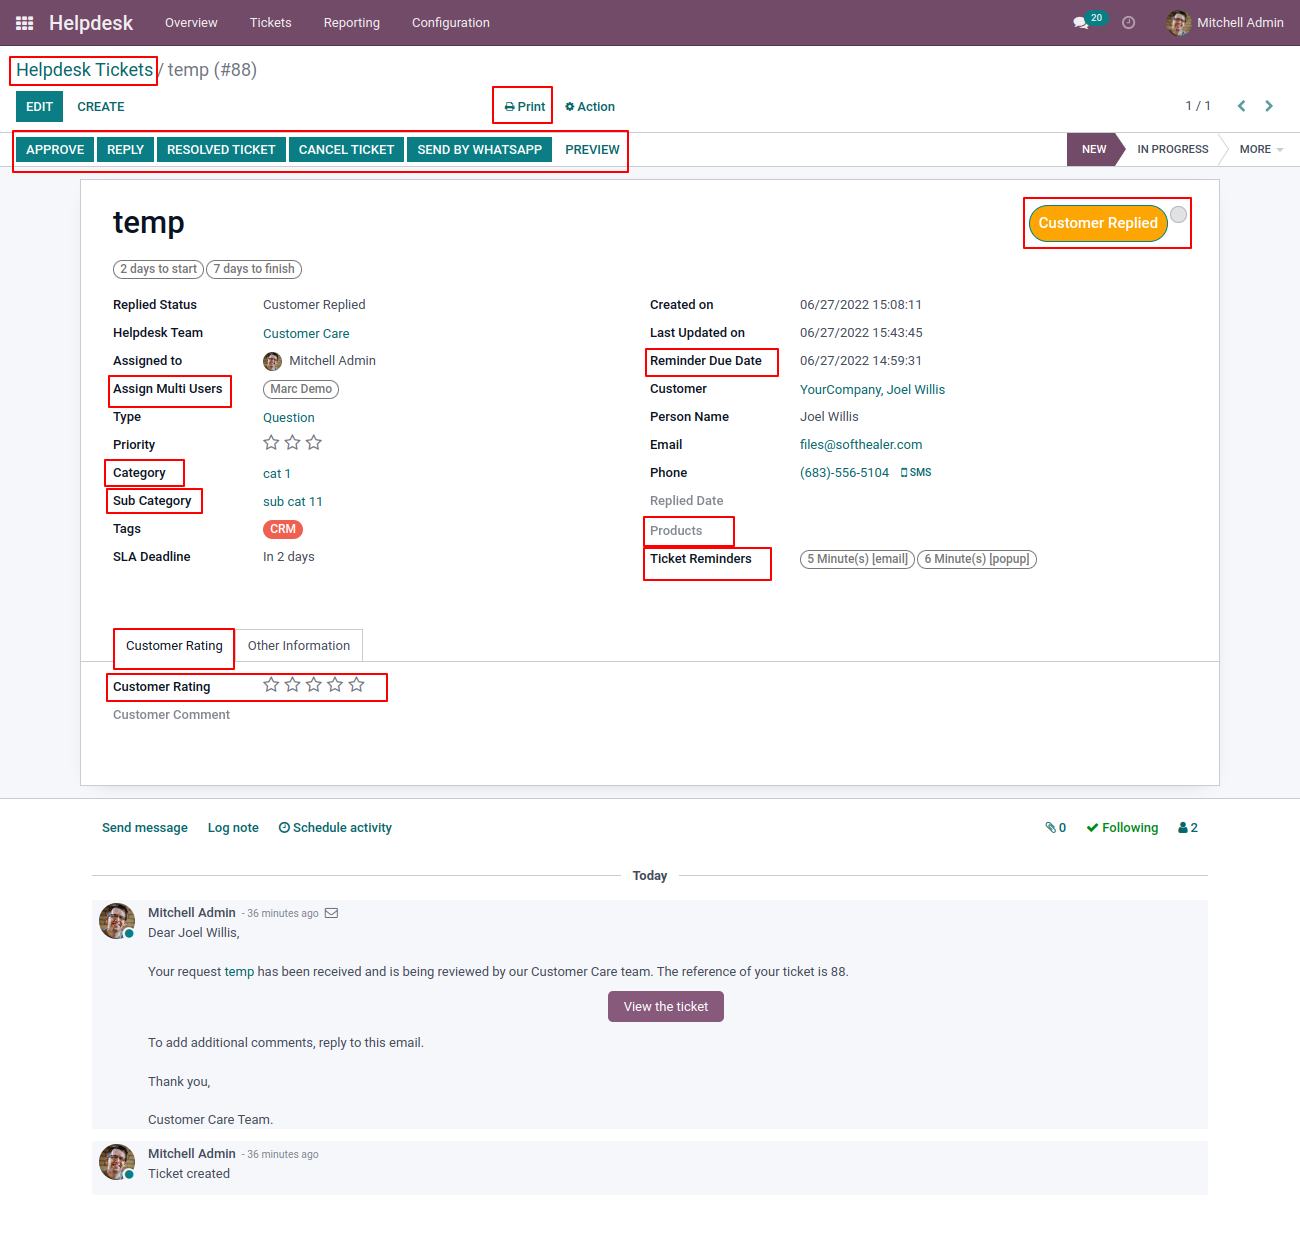 Helpdesk Overview Tickets Reporting Configuration 20 Mitchell Admin
Helpdesk Tickets / temp (#88)
EDIT CREATE Print Action 1 / 1
APPROVE REPLY RESOLVED TICKET CANCEL TICKET SEND BY WHATSAPP PREVIEW NEW IN PROGRESS MORE
temp Customer Replied
2 days to start 7 days to finish
Replied Status Customer Replied Created on 06/27/2022 15:08:11
Helpdesk Team Customer Care Last Updated on 06/27/2022 15:43:45
Assigned to Mitchell Admin Reminder Due Date 06/27/2022 14:59:31
Assign Multi Users Marc Demo Customer YourCompany, Joel Willis
Type Question Person Name Joel Willis
Priority Email files@softhealer.com
Category cat 1 Phone (683)-556-5104 SMS
Sub Category sub cat 11 Replied Date
Tags CRM Products
SLA Deadline In 2 days Ticket Reminders 5 Minute(s) [email] 6 Minute(s) [popup]
Customer Rating Other Information
Customer Rating
Customer Comment
Send message Log note Schedule activity 0 Following 2
Today
Mitchell Admin - 36 minutes ago
Dear Joel Willis,
Your request temp has been received and is being reviewed by our Customer Care team. The reference of your ticket is 88.
View the ticket
To add additional comments, reply to this email.
Thank you,
Customer Care Team.
Mitchell Admin - 36 minutes ago
Ticket created